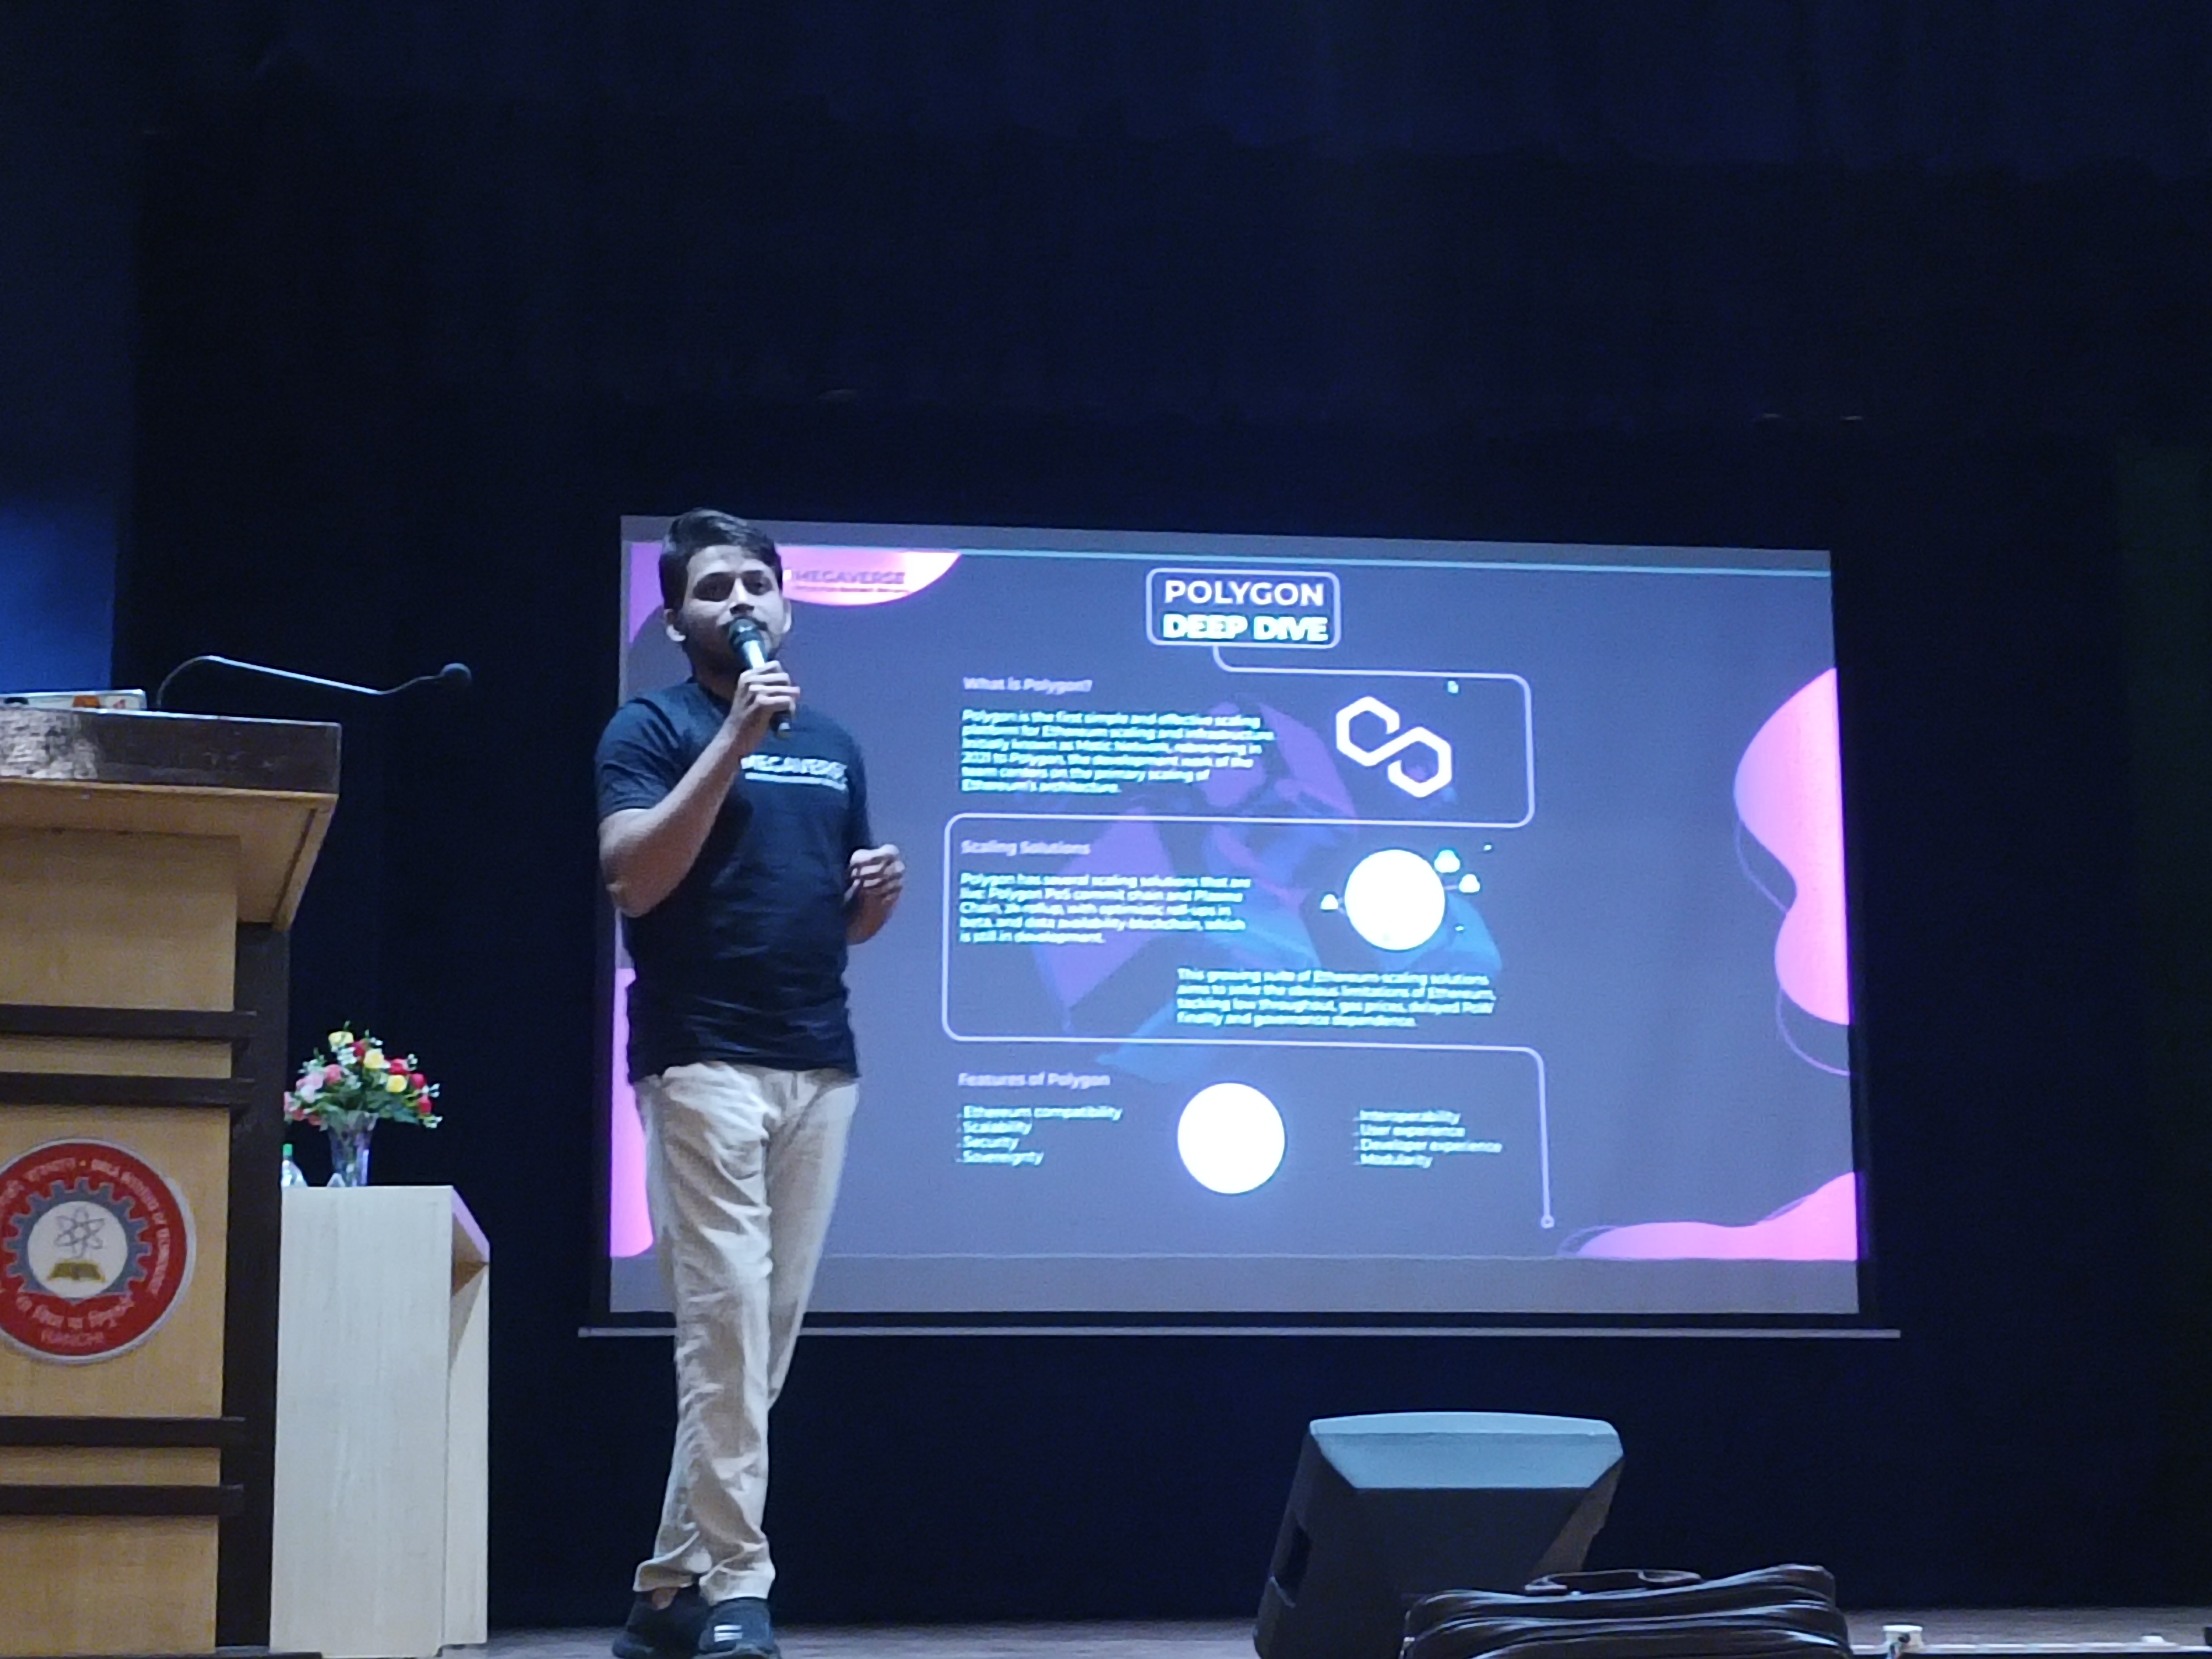 MEGAVERSE
POLYGON
DEEP DIVE
What is Polygon?
Polygon is the first simple and effective scaling
platform for Ethereum scaling and infrastructure.
Initially known as Matic Network, rebranding in
2021 to Polygon, the development work of the
team centers on the primary scaling of
Ethereum's architecture.
Scaling Solutions
Polygon has several scaling solutions that are
live: Polygon PoS commit chain and Plasma
Chain, zk-rollup, with optimistic roll-ups in
beta, and data availability blockchain, which
is still in development.
This growing suite of Ethereum scaling solutions
aims to solve the obvious limitations of Ethereum,
tackling low throughput, gas prices, delayed PoW
finality and governance dependence.
Features of Polygon
. Ethereum compatibility
. Scalability
. Security
. Sovereignty
. Interoperability
. User experience
. Developer experience
. Modularity
MEGAVERSE
BIRLA INSTITUTE OF TECHNOLOGY
RANCHI